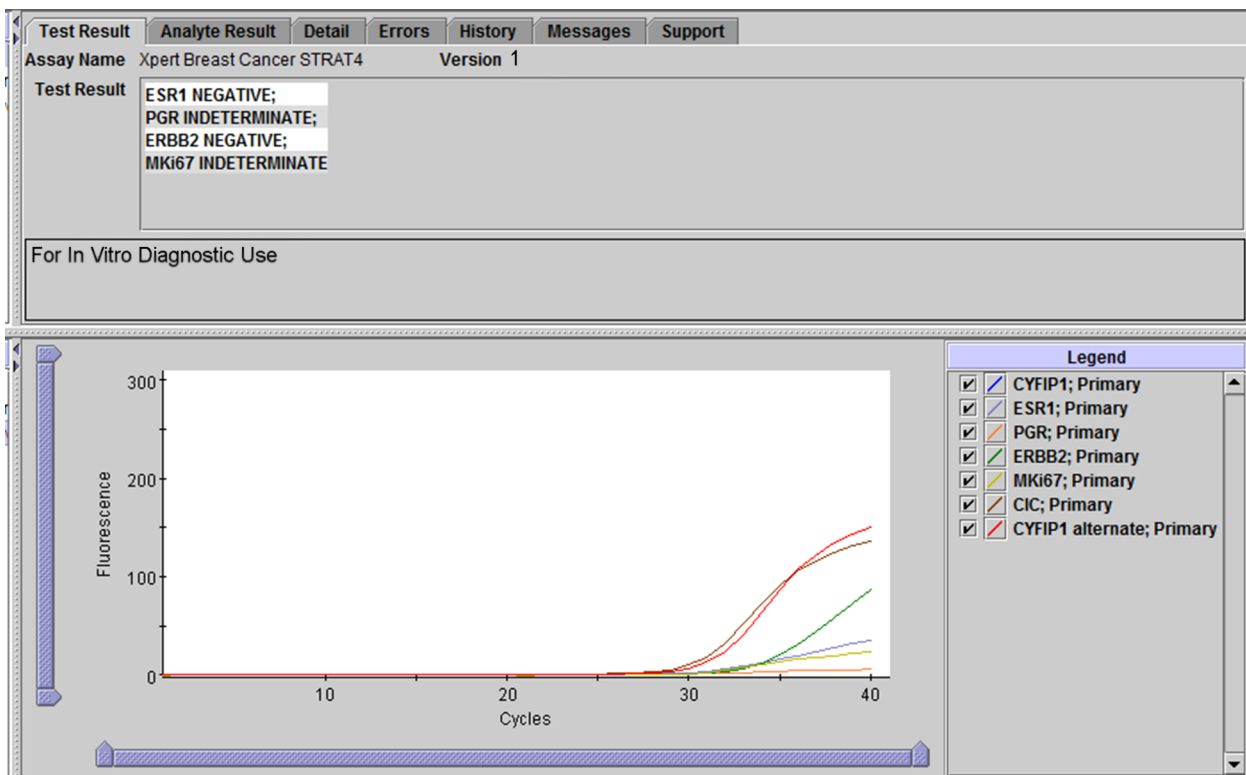 Test Result Analyte Result Detail Errors History Messages Support
Assay Name Xpert Breast Cancer STRAT4 Version 1
Test Result
ESR1 NEGATIVE;
PGR INDETERMINATE;
ERBB2 NEGATIVE;
MKi67 INDETERMINATE
For In Vitro Diagnostic Use
300
200
100
0
Fluorescence
10 20 30 40
Cycles
Legend
CYFIP1; Primary
ESR1; Primary
PGR; Primary
ERBB2; Primary
MKi67; Primary
CIC; Primary
CYFIP1 alternate; Primary